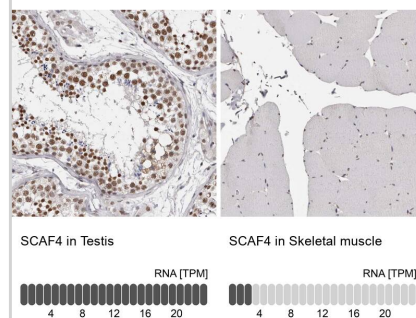 SCAF4 in Testis
SCAF4 in Skeletal muscle
RNA [TPM]
RNA [TPM]
4 8 12 16 20
4 8 12 16 20